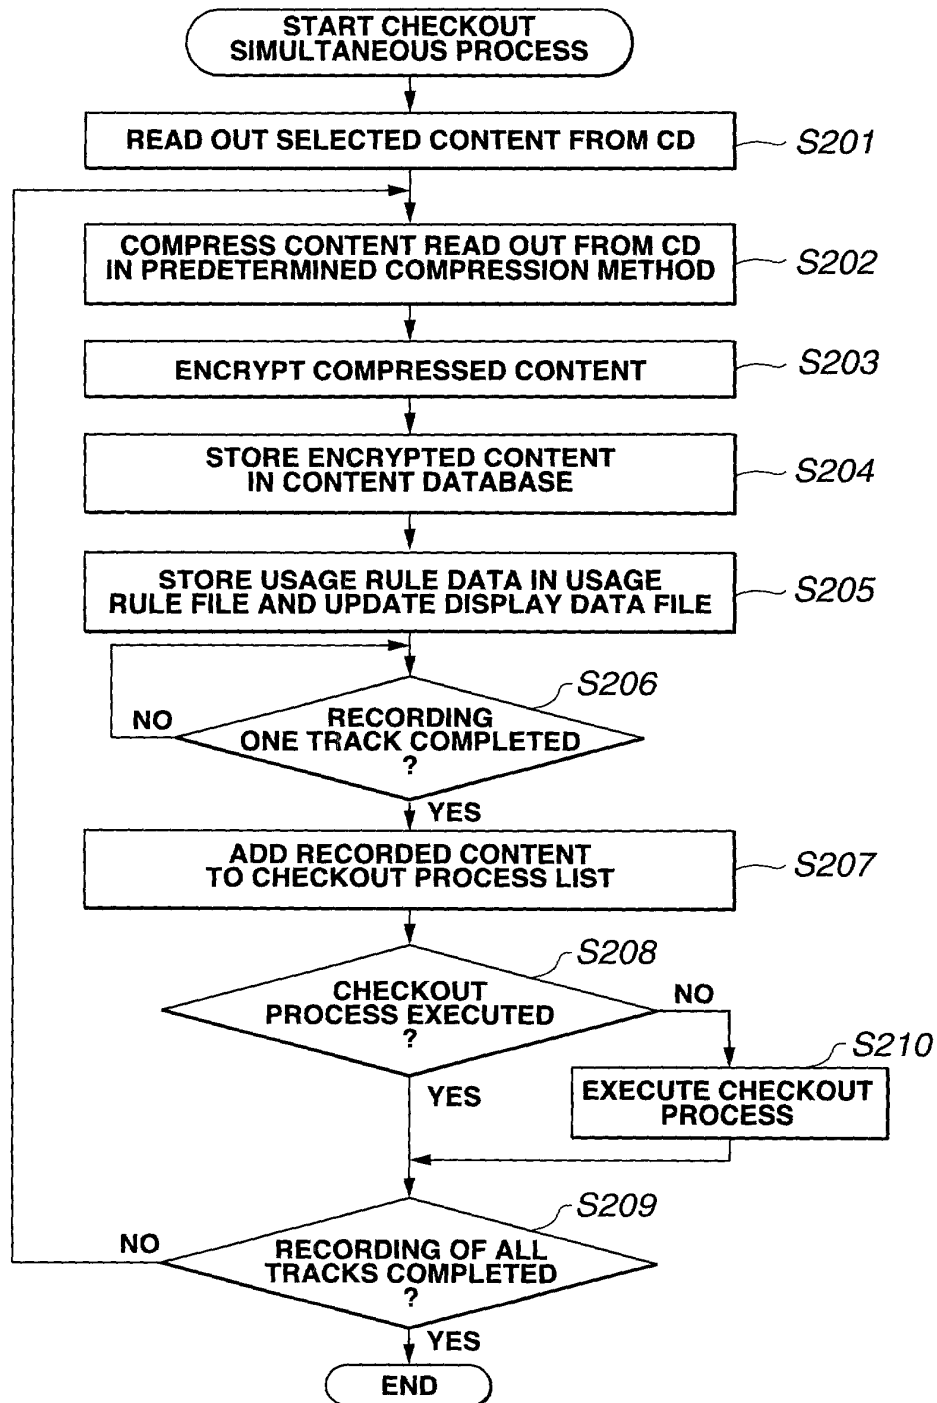 START CHECKOUT
SIMULTANEOUS PROCESS
READ OUT SELECTED CONTENT FROM CD
S201
COMPRESS CONTENT READ OUT FROM CD
IN PREDETERMINED COMPRESSION METHOD
S202
ENCRYPT COMPRESSED CONTENT
S203
STORE ENCRYPTED CONTENT
IN CONTENT DATABASE
S204
STORE USAGE RULE DATA IN USAGE
RULE FILE AND UPDATE DISPLAY DATA FILE
S205
S206
NO
RECORDING
ONE TRACK COMPLETED
?
YES
ADD RECORDED CONTENT
TO CHECKOUT PROCESS LIST
S207
S208
CHECKOUT
PROCESS EXECUTED
?
NO
YES
S210
EXECUTE CHECKOUT
PROCESS
S209
NO
RECORDING OF ALL
TRACKS COMPLETED
?
YES
END